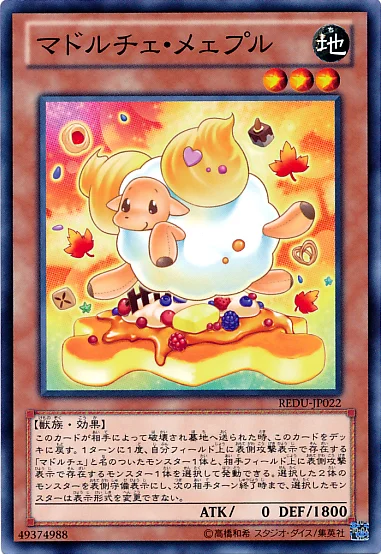 マドルチェ・メェプル
地
REDU-JP022
【獣族・効果】
このカードが相手によって破壊され墓地へ送られた時、このカードをデッ
キに戻す。1ターンに1度、自分フィールド上に表側攻撃表示で存在する
「マドルチェ」と名のついたモンスター1体と、相手フィールド上に表側攻撃
表示で存在するモンスター1体を選択して発動できる。選択した2体の
モンスターを表側守備表示にし、次の相手ターン終了時まで、選択したモン
スターは表示形式を変更できない。
ATK/ 0 DEF/1800
49374988
©高橋和希 スタジオ・ダイス/集英社